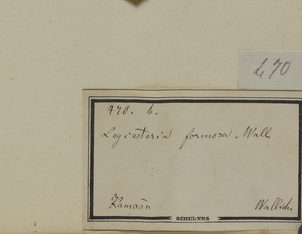 470
470. b.
Leycesteria formosa Wall.
Kamaon Wallich.
SCHULTES